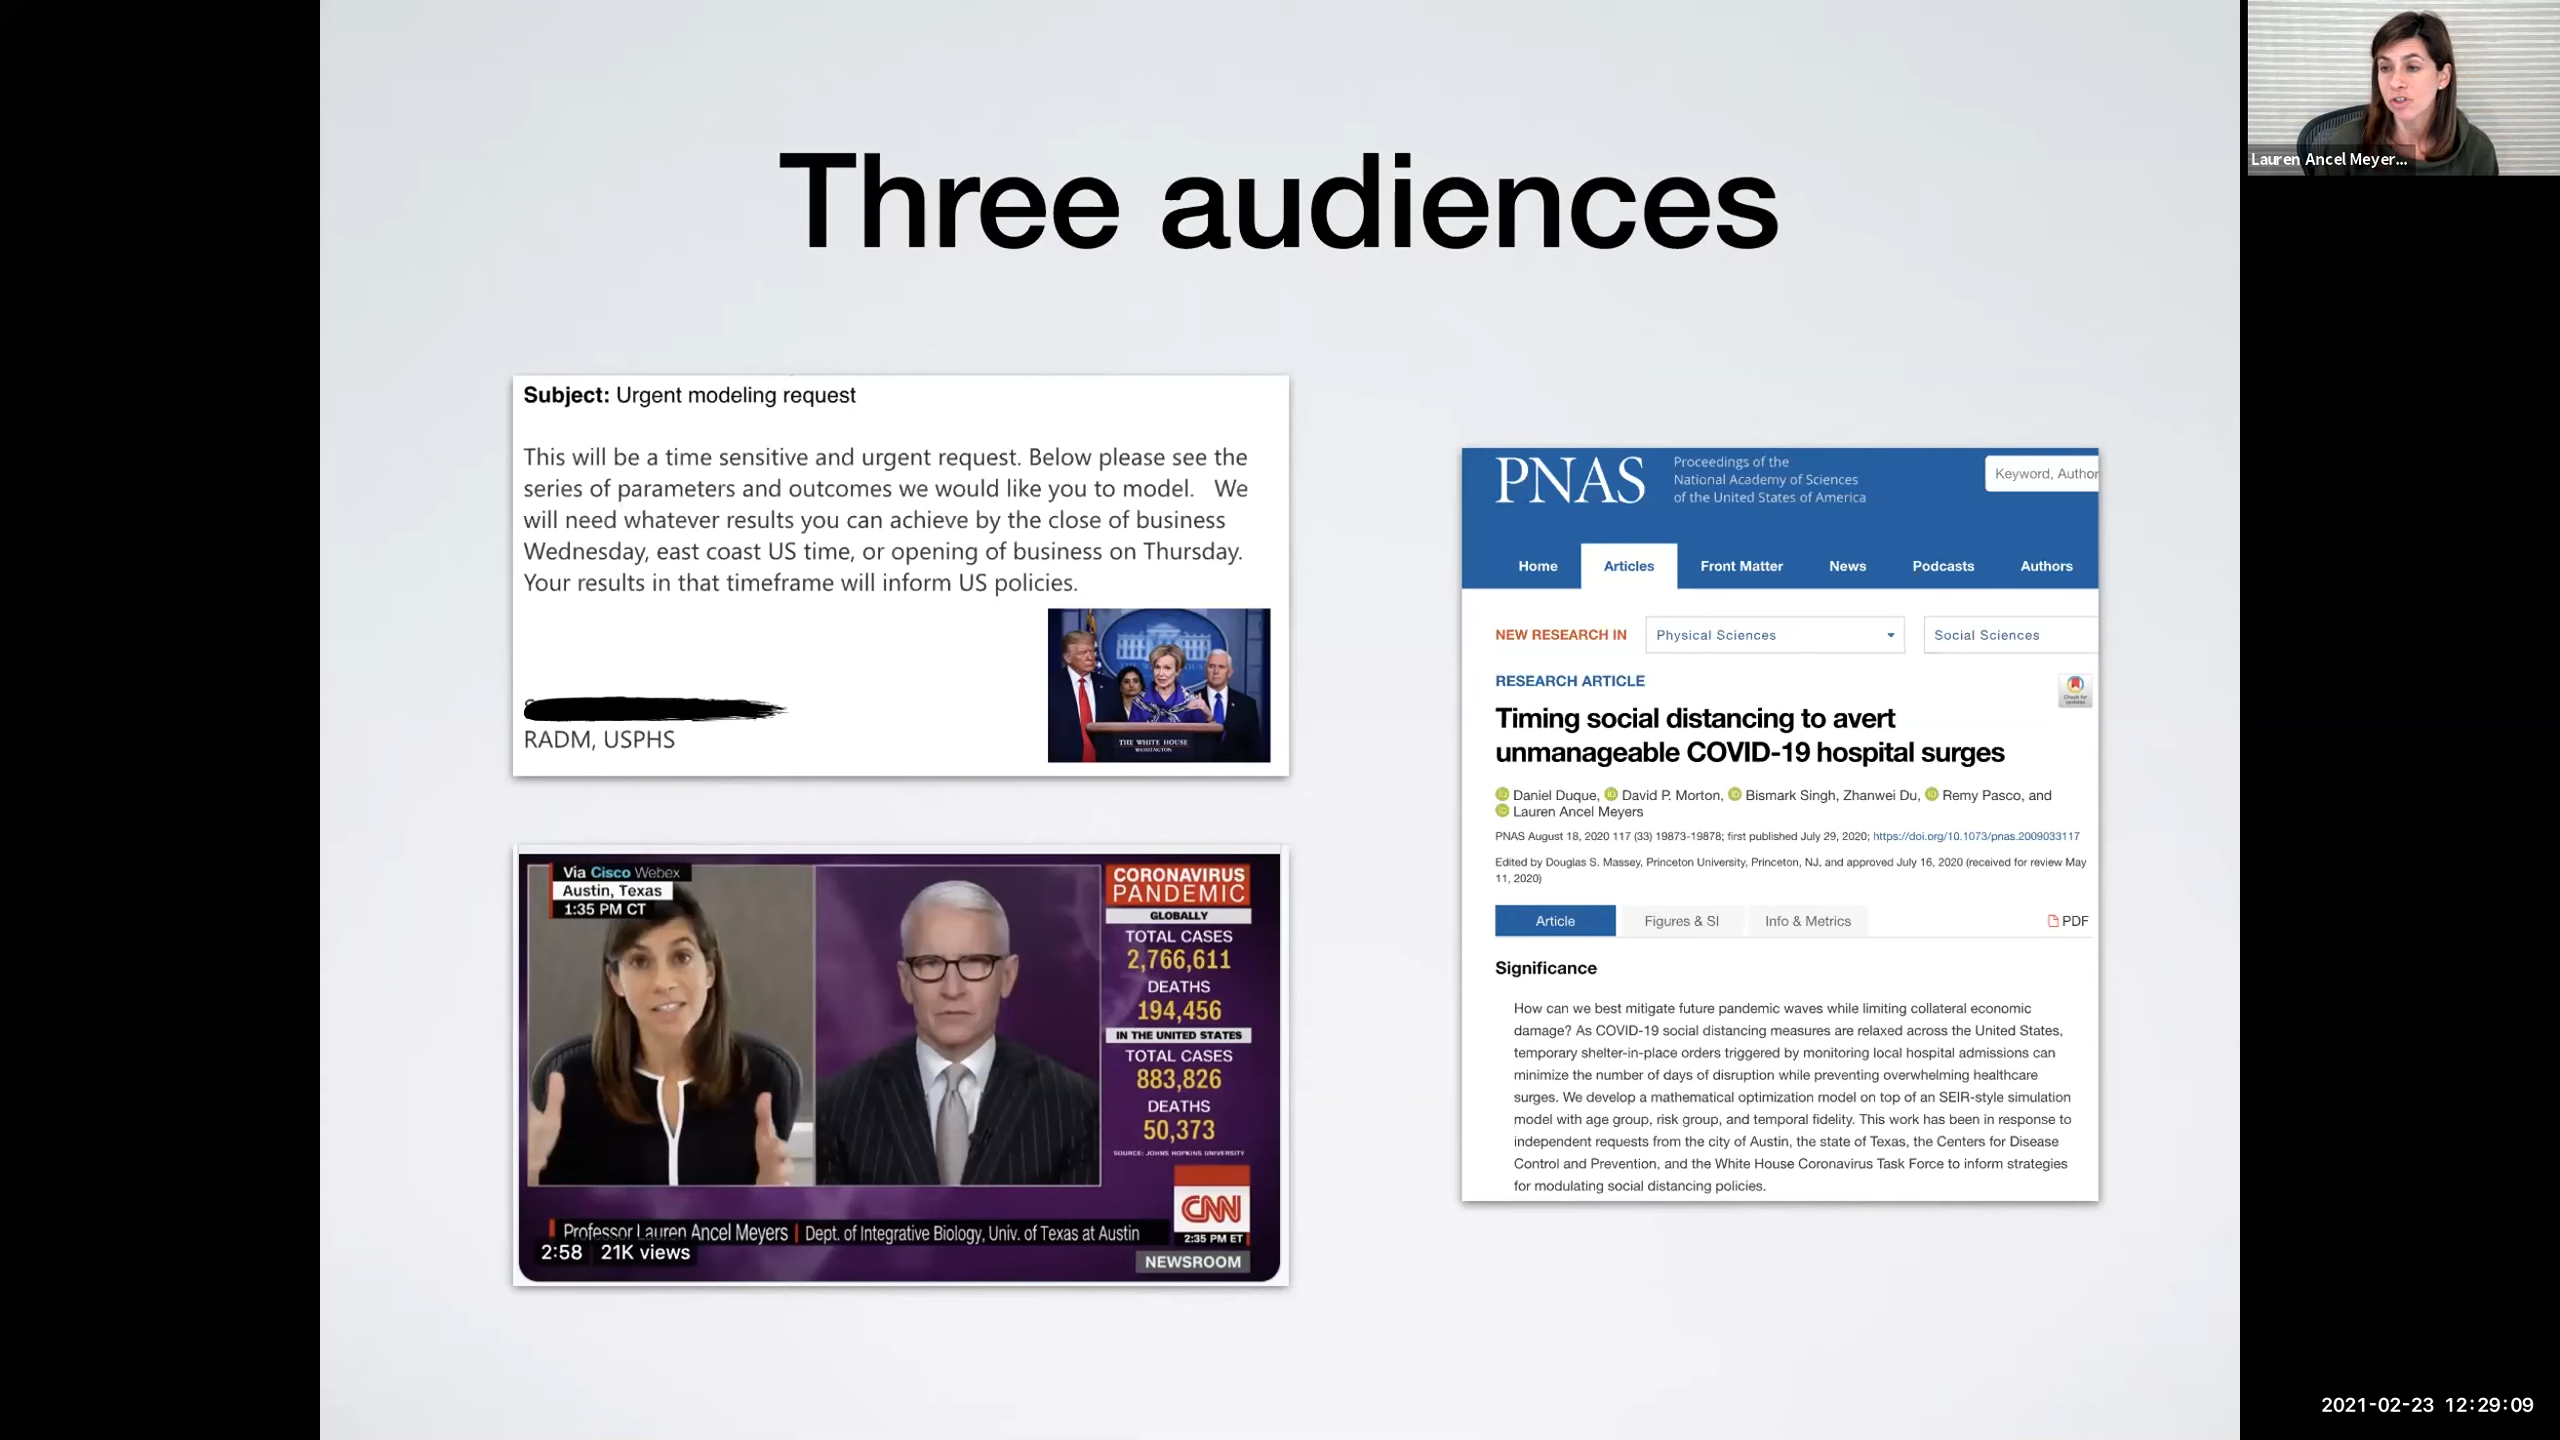 Three audiences
Subject: Urgent modeling request
This will be a time sensitive and urgent request. Below please see the
series of parameters and outcomes we would like you to model. We
will need whatever results you can achieve by the close of business
Wednesday, east coast US time, or opening of business on Thursday.
Your results in that timeframe will inform US policies.
RADM, USPHS
THE WHITE HOUSE
WASHINGTON
Via Cisco Webex
Austin, Texas
1:35 PM CT
CORONAVIRUS
PANDEMIC
GLOBALLY
TOTAL CASES
2,766,611
DEATHS
194,456
IN THE UNITED STATES
TOTAL CASES
883,826
DEATHS
50,373
SOURCE: JOHNS HOPKINS UNIVERSITY
CNN
2:35 PM ET
NEWSROOM
Professor Lauren Ancel Meyers | Dept. of Integrative Biology, Univ. of Texas at Austin
2:58 21K views
PNAS
Proceedings of the
National Academy of Sciences
of the United States of America
Keyword, Author
Home Articles Front Matter News Podcasts Authors
NEW RESEARCH IN Physical Sciences Social Sciences
RESEARCH ARTICLE
Check for
updates
Timing social distancing to avert
unmanageable COVID-19 hospital surges
Daniel Duque, David P. Morton, Bismark Singh, Zhanwei Du, Remy Pasco, and
Lauren Ancel Meyers
PNAS August 18, 2020 117 (33) 19873-19878; first published July 29, 2020; https://doi.org/10.1073/pnas.2009033117
Edited by Douglas S. Massey, Princeton University, Princeton, NJ, and approved July 16, 2020 (received for review May
11, 2020)
Article Figures & SI Info & Metrics PDF
Significance
How can we best mitigate future pandemic waves while limiting collateral economic
damage? As COVID-19 social distancing measures are relaxed across the United States,
temporary shelter-in-place orders triggered by monitoring local hospital admissions can
minimize the number of days of disruption while preventing overwhelming healthcare
surges. We develop a mathematical optimization model on top of an SEIR-style simulation
model with age group, risk group, and temporal fidelity. This work has been in response to
independent requests from the city of Austin, the state of Texas, the Centers for Disease
Control and Prevention, and the White House Coronavirus Task Force to inform strategies
for modulating social distancing policies.
Lauren Ancel Meyer...
2021-02-23 12:29:09